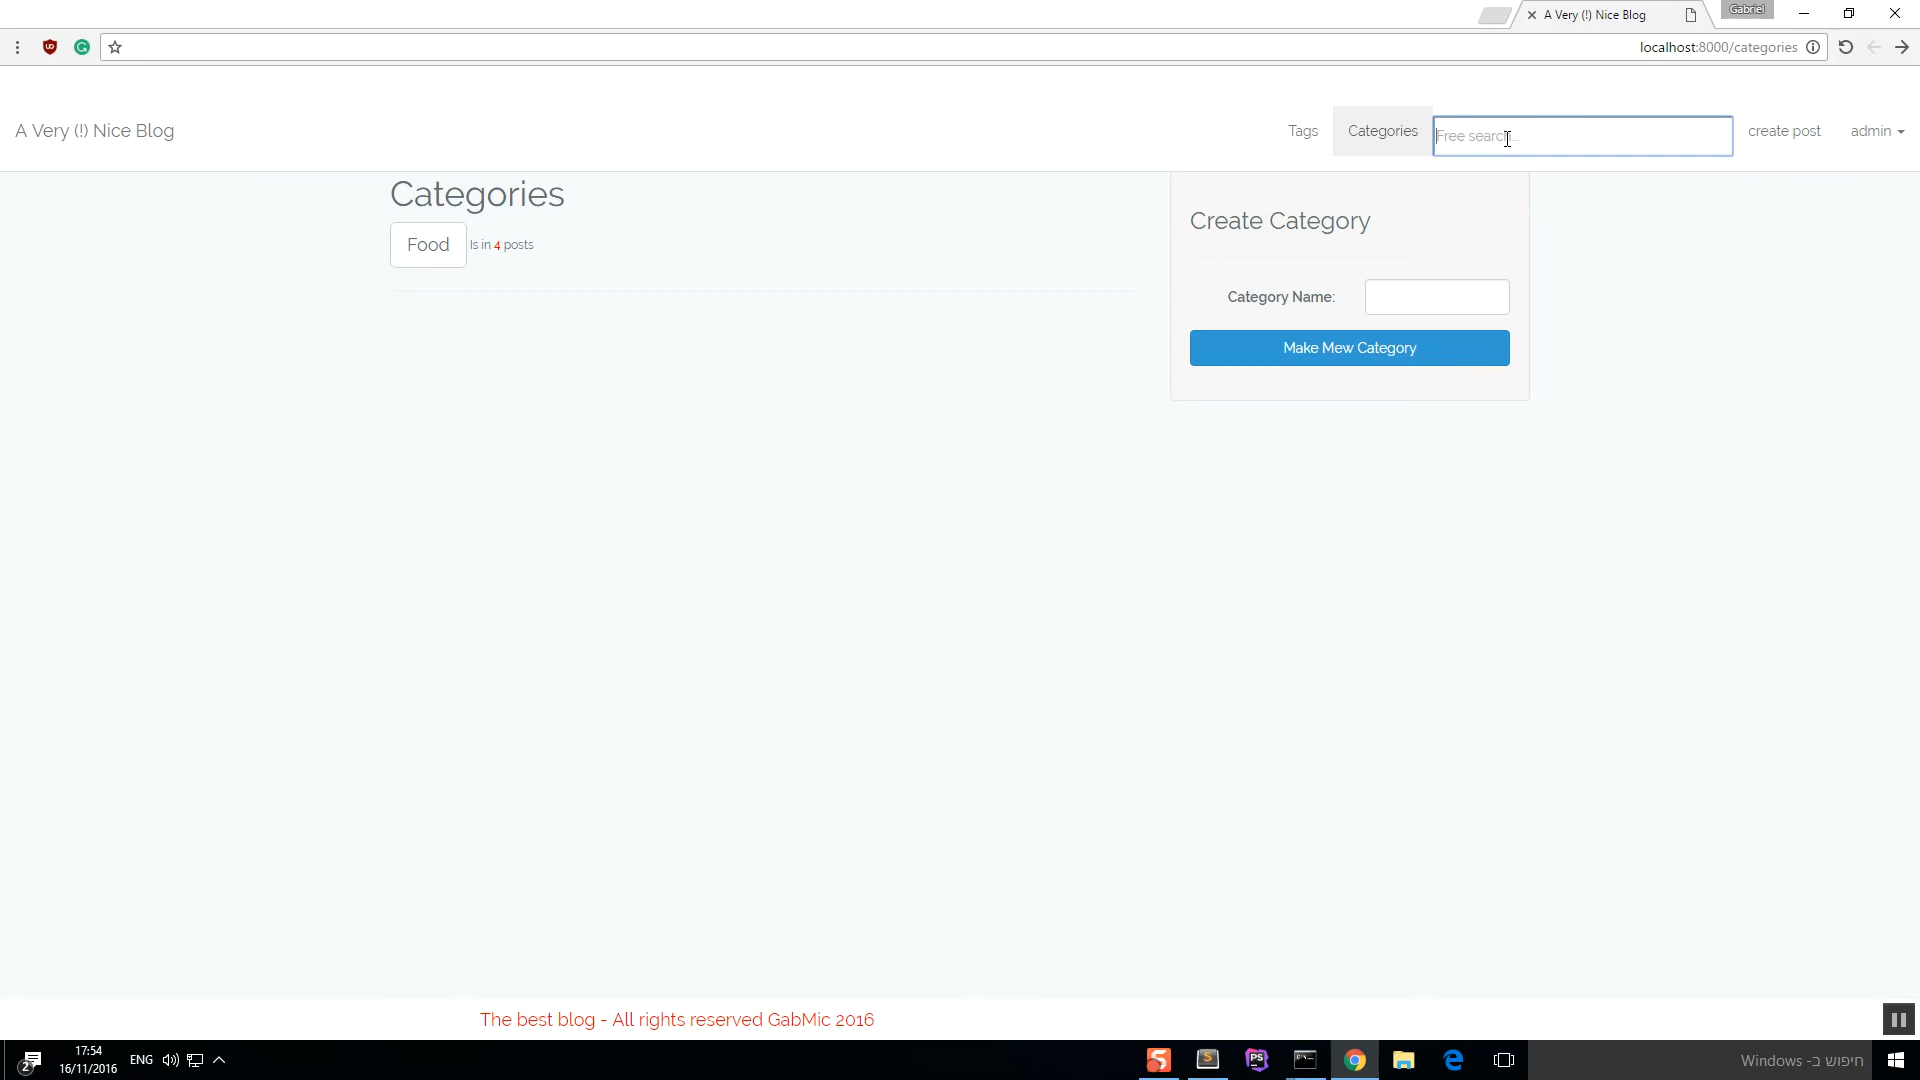 A Very (!) Nice Blog
Gabriel
localhost:8000/categories
A Very (!) Nice Blog
Tags
Categories
Free search...
create post
admin
Categories
Food Is in 4 posts
Create Category
Category Name:
Make Mew Category
The best blog - All rights reserved GabMic 2016
2
17:54
16/11/2016
ENG
S
S
PS
חיפוש ב- Windows